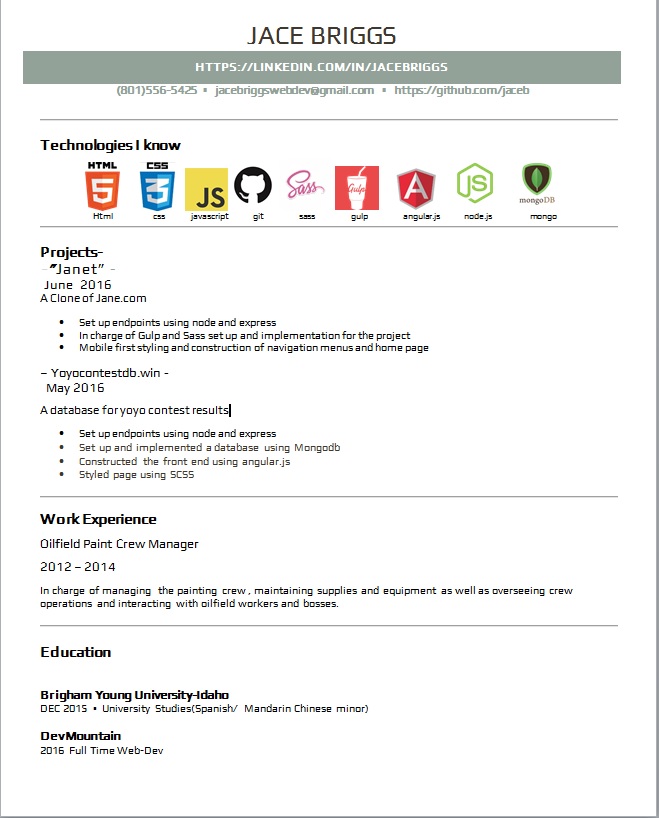 JACE BRIGGS
HTTPS://LINKEDIN.COM/IN/JACEBRIGGS
(801)556-5425 • jacebriggswebdev@gmail.com • https://github.com/jaceb
Technologies I know
HTML CSS
5 3 JS Sass Gulp JS mongoDB
Html css javascript git sass gulp angular.js node.js mongo
Projects-
- "Janet" -
June 2016
A Clone of Jane.com
• Set up endpoints using node and express
• In charge of Gulp and Sass set up and implementation for the project
• Mobile first styling and construction of navigation menus and home page
– Yoyocontestdb.win -
May 2016
A database for yoyo contest results
• Set up endpoints using node and express
• Set up and implemented a database using Mongodb
• Constructed the front end using angular.js
• Styled page using SCSS
Work Experience
Oilfield Paint Crew Manager
2012 – 2014
In charge of managing the painting crew, maintaining supplies and equipment as well as overseeing crew
operations and interacting with oilfield workers and bosses.
Education
Brigham Young University-Idaho
DEC 2015 • University Studies(Spanish/ Mandarin Chinese minor)
DevMountain
2016 Full Time Web-Dev